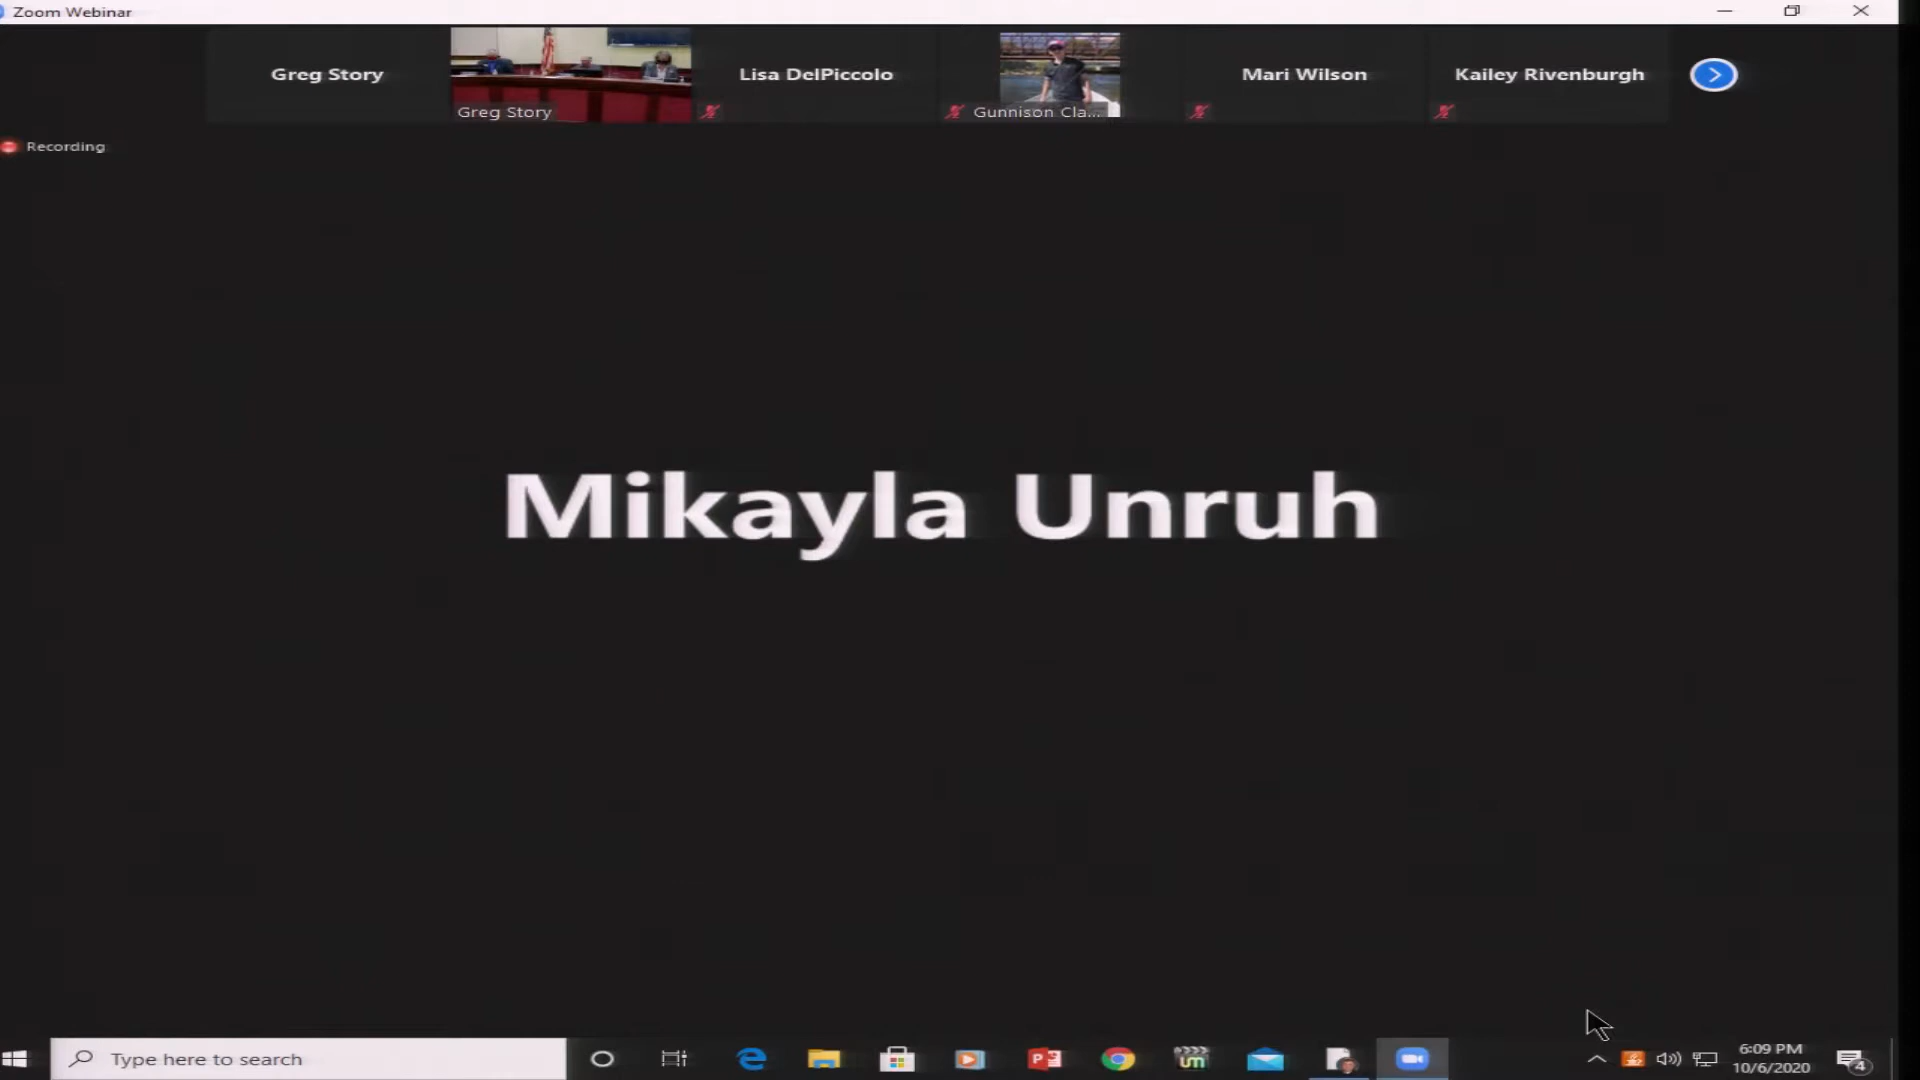 Zoom Webinar
Greg Story
Greg Story
Lisa DelPiccolo
Gunnison Cla...
Mari Wilson
Kailey Rivenburgh
Recording
Mikayla Unruh
Type here to search
6:09 PM
10/6/2020
4